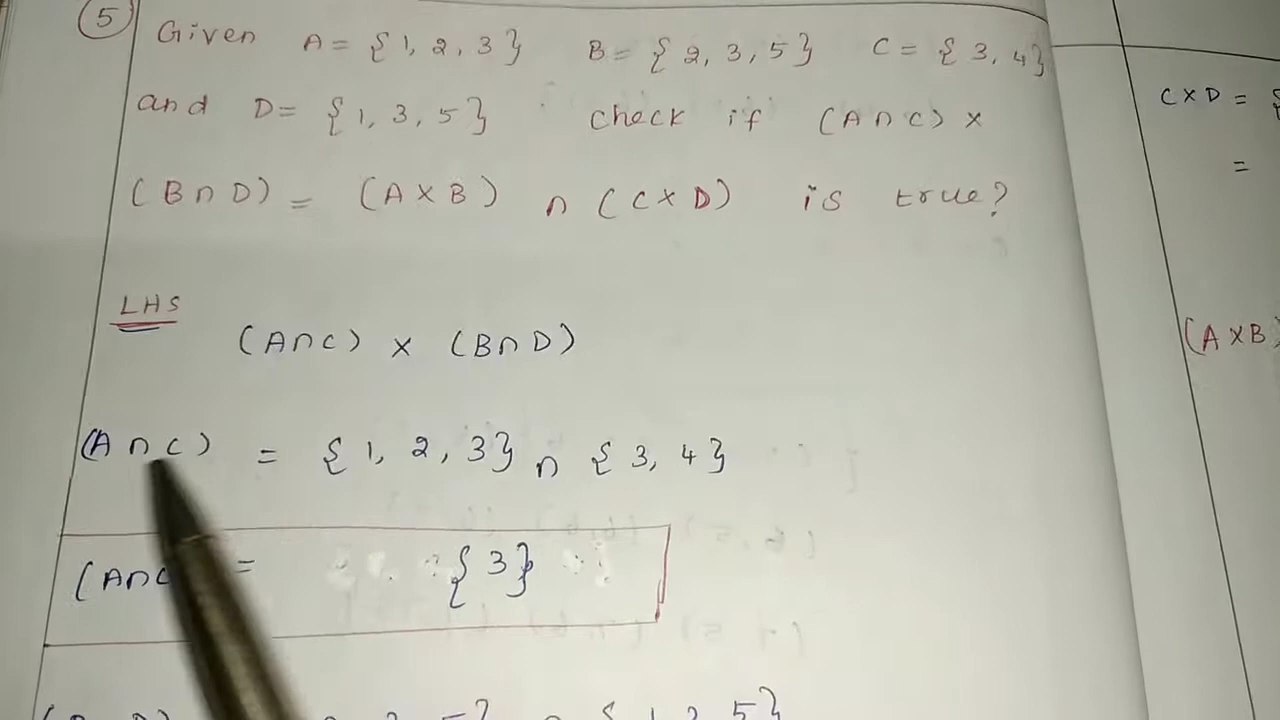 5 Given A = {1, 2, 3} B = {2, 3, 5} C = {3, 4}
and D = {1, 3, 5} check if (A ∩ C) ×
(B ∩ D) = (A × B) ∩ (C × D) is true?
LHS
(A∩C) × (B∩D)
(A ∩ C) = {1, 2, 3} ∩ {3, 4}
(A∩C = {3}
C × D = {
=
(A × B)